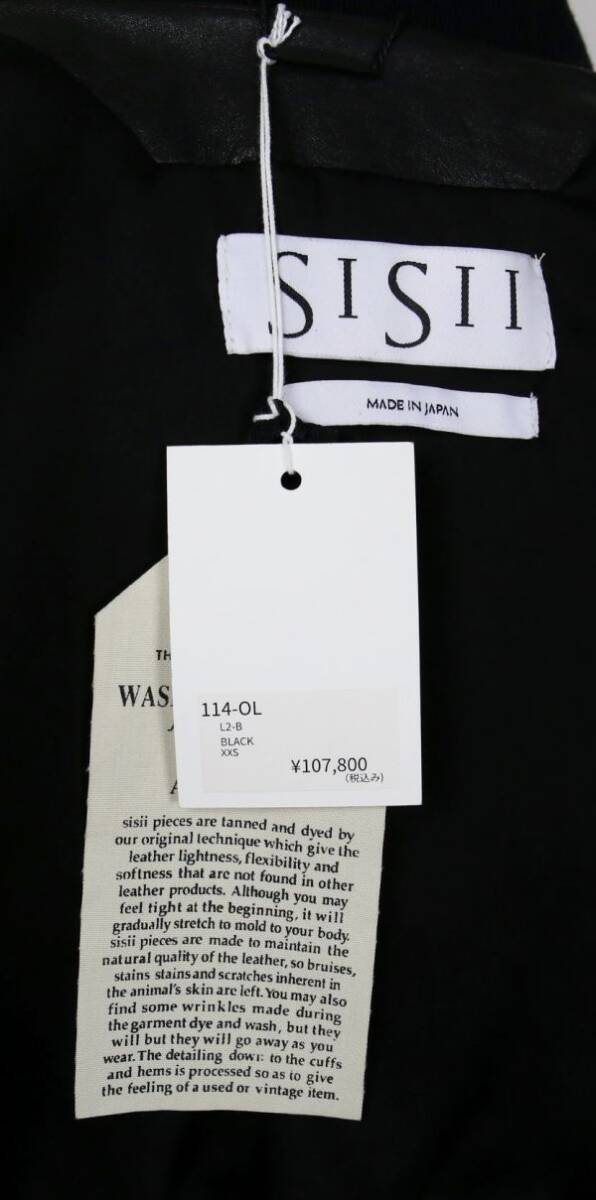 SISII
MADE IN JAPAN
TH
WAS
114-OL
L2-B
BLACK
XXS
¥107,800
(税込み)
A
sisii pieces are tanned and dyed by
our original technique which give the
leather lightness, flexibility and
softness that are not found in other
leather products. Although you may
feel tight at the beginning, it will
gradually stretch to mold to your body.
sisii pieces are made to maintain the
natural quality of the leather, so bruises,
stains stains and scratches inherent in
the animal's skin are left. You may also
find some wrinkles made during
the garment dye and wash, but they
will but they will go away as you
wear. The detailing down to the cuffs
and hems is processed so as to give
the feeling of a used or vintage item.